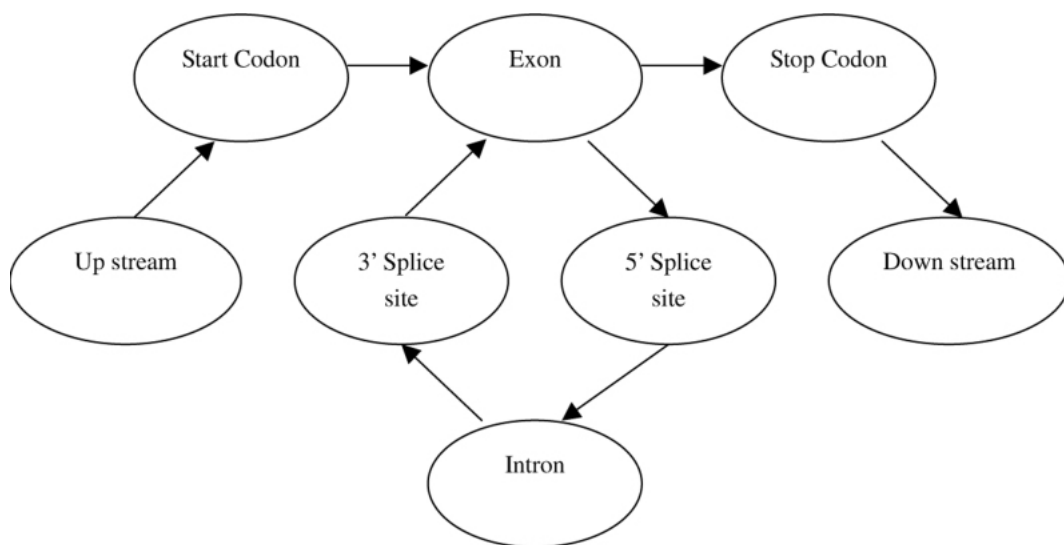 Start Codon
Exon
Stop Codon
Up stream
3’ Splice
site
5’ Splice
site
Down stream
Intron